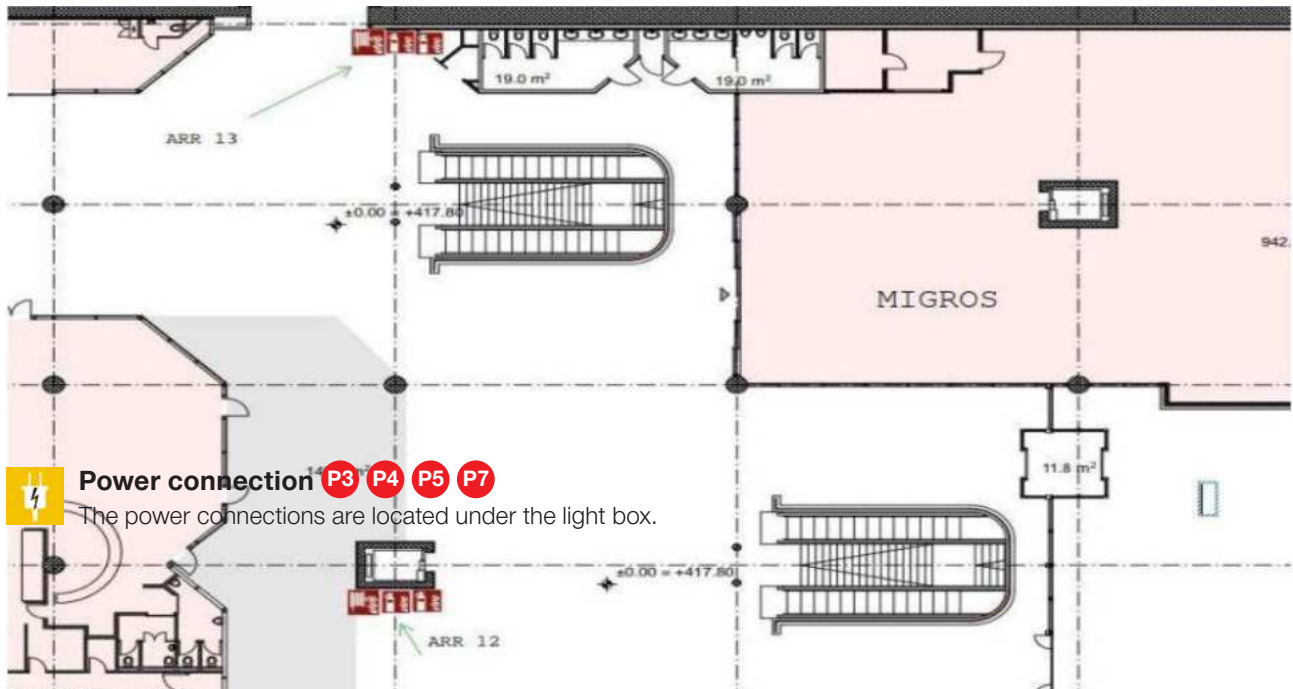 19.0 m²
19.0 m²
ARR 13
±0.00 = +417.80
942.
MIGROS
Power connection P3 P4 P5 P7
11.8 m²
The power connections are located under the light box.
±0.00 = +417.80
ARR 12